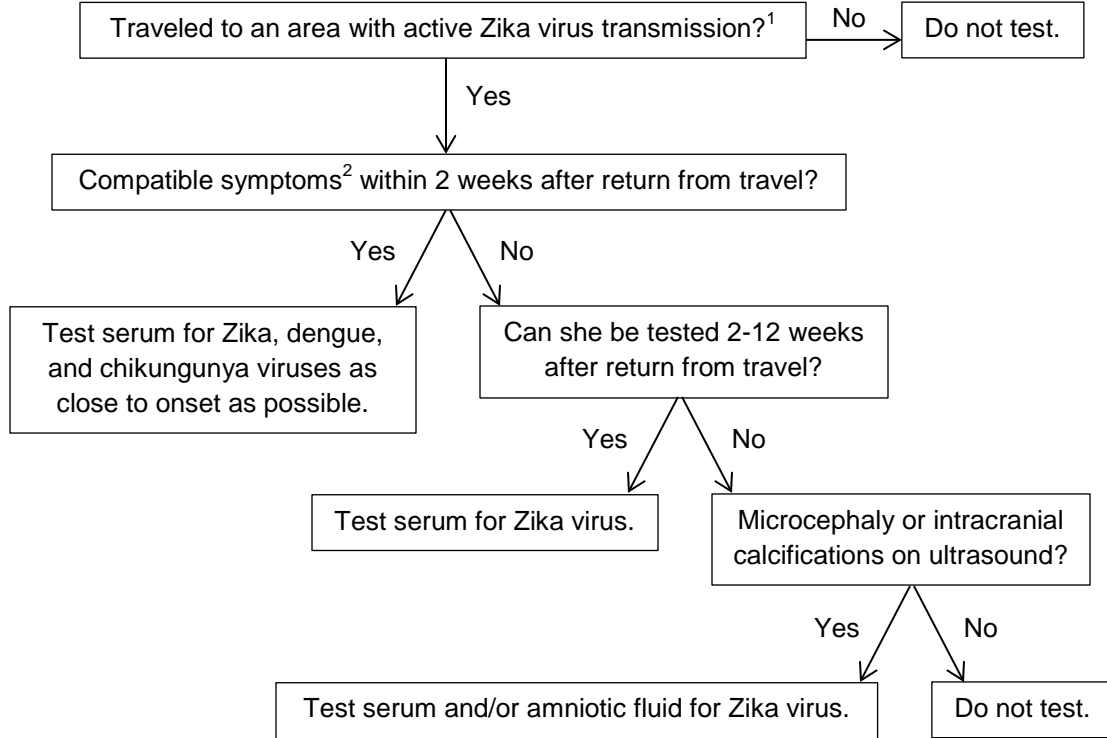 Traveled to an area with active Zika virus transmission?¹
No
Do not test.
Yes
Compatible symptoms² within 2 weeks after return from travel?
Yes
No
Test serum for Zika, dengue,
and chikungunya viruses as
close to onset as possible.
Can she be tested 2-12 weeks
after return from travel?
Yes
No
Test serum for Zika virus.
Microcephaly or intracranial
calcifications on ultrasound?
Yes
No
Test serum and/or amniotic fluid for Zika virus.
Do not test.